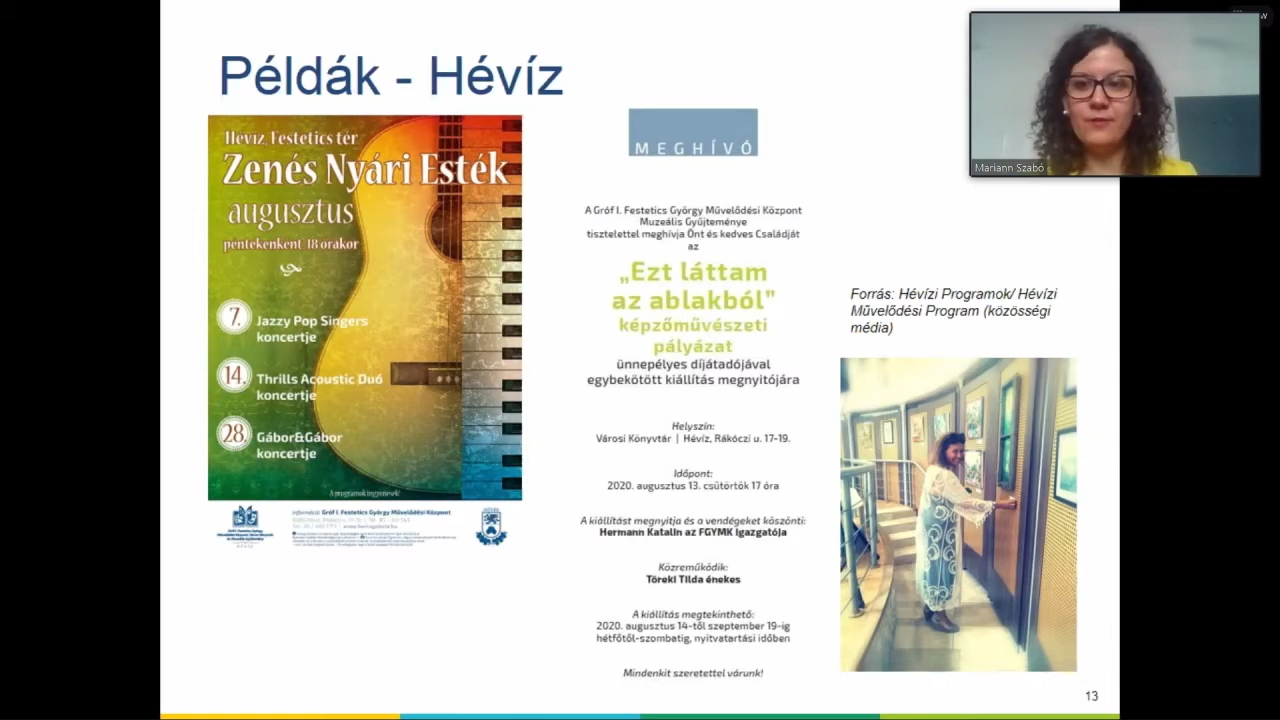 Példák - Hévíz
Hévíz, Festetics tér
Zenés Nyári Esték
augusztus
péntekenként 18 órakor
7. Jazzy Pop Singers
koncertje
14. Thrills Acoustic Duó
koncertje
28. Gábor&Gábor
koncertje
A programok ingyenesek!
Gróf I. Festetics György Művelődési Központ
MEGHÍVÓ
A Gróf I. Festetics György Művelődési Központ
Muzeális Gyűjteménye
tisztelettel meghívja Önt és kedves Családját
az
„Ezt láttam
az ablakból”
képzőművészeti
pályázat
ünnepélyes díjátadójával
egybekötött kiállítás megnyitójára
Helyszín:
Városi Könyvtár | Hévíz, Rákóczi u. 17-19.
Időpont:
2020. augusztus 13. csütörtök 17 óra
A kiállítást megnyitja és a vendégeket köszönti:
Hermann Katalin az FGYMK igazgatója
Közreműködik:
Töreki Tilda énekes
A kiállítás megtekinthető:
2020. augusztus 14-től szeptember 19-ig
hétfőtől-szombatig, nyitvatartási időben
Mindenkit szeretettel várunk!
Forrás: Hévízi Programok/ Hévízi
Művelődési Program (közösségi
média)
Mariann Szabó
13